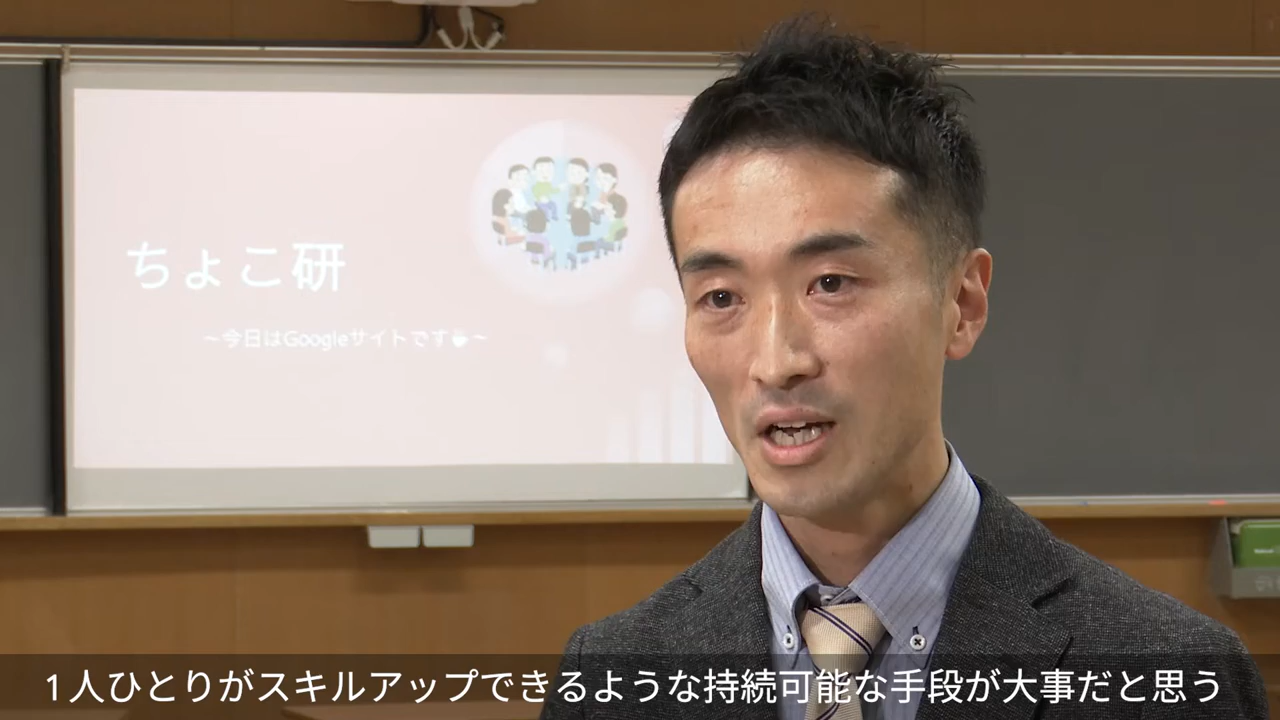 ちょこ研
～今日はGoogleサイトです☕～
1人ひとりがスキルアップできるような持続可能な手段が大事だと思う